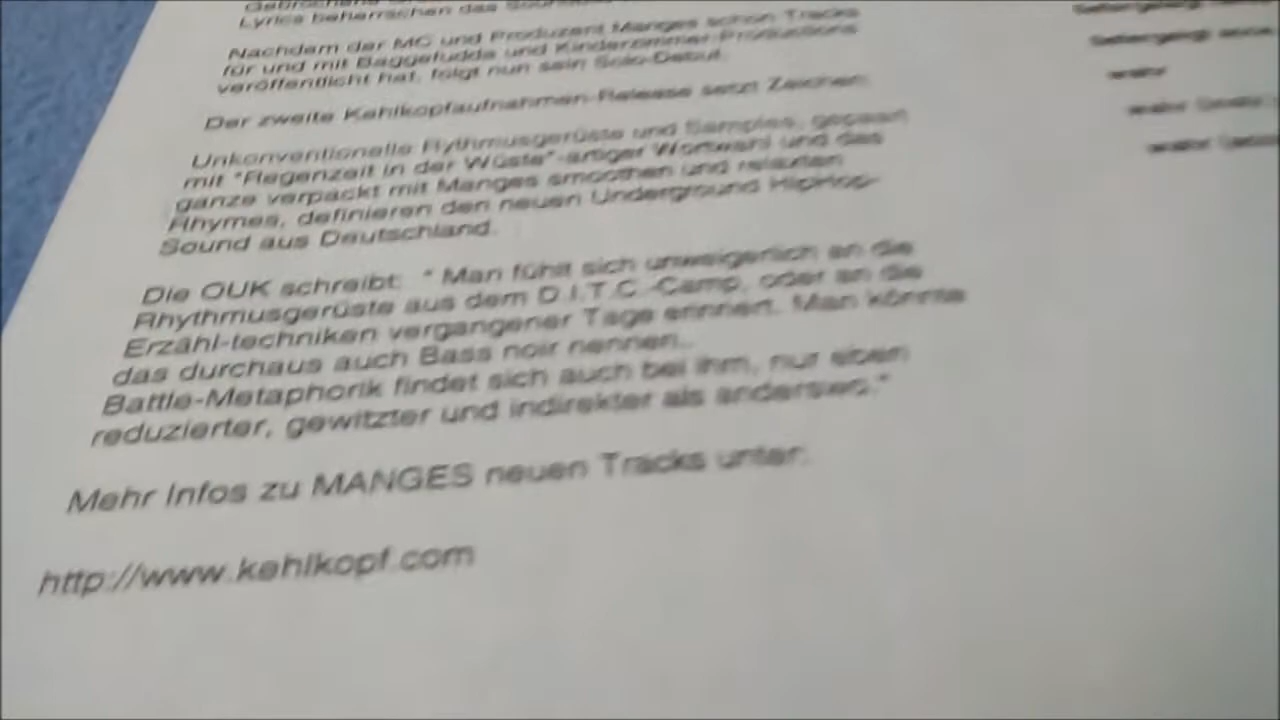 Lyrics beherrschen das
Nachdem der MC und Produzent Manges schon Tracks
für und mit Baggefudda und Kinderzimmer-Productions
veröffentlicht hat, folgt nun sein Solo-Debut.
Der zweite Kehlkopfaufnahmen-Release setzt Zeichen:
Unkonventionelle Rythmusgerüste und Samples, gepaart
mit "Regenzeit in der Wüste"-artiger Wortwahl und das
ganze verpackt mit Manges smoothen und relaxten
Rhymes, definieren den neuen Underground HipHop-
Sound aus Deutschland.
Die OUK schreibt: " Man fühlt sich unweigerlich an die
Rhythmusgerüste aus dem D.I.T.C.-Camp, oder an die
Erzähl-techniken vergangener Tage erinnert. Man könnte
das durchaus auch Bass noir nennen..
Battle-Metaphorik findet sich auch bei ihm, nur eben
reduzierter, gewitzter und indirekter als anderswo."
Mehr Infos zu MANGES neuen Tracks unter:
http://www.kehlkopf.com